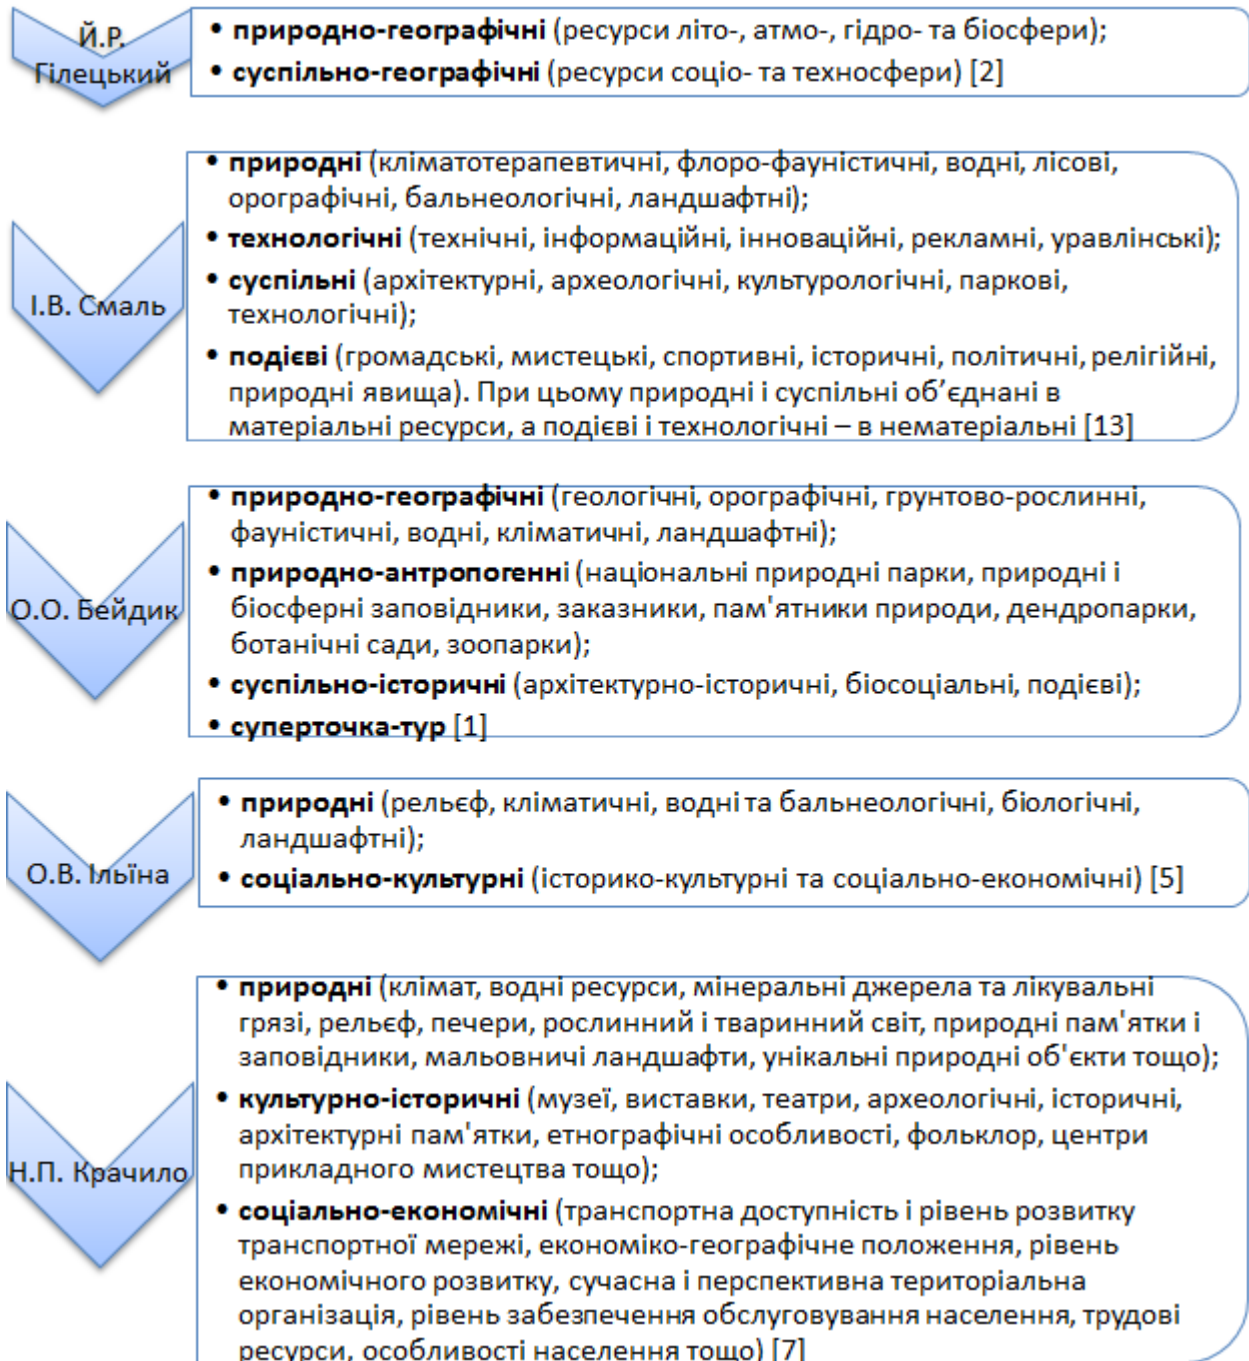 Й.Р.
Гілецький
• природно-географічні (ресурси літо-, атмо-, гідро- та біосфери);
• суспільно-географічні (ресурси соціо- та техносфери) [2]
І.В. Смаль
• природні (кліматотерапевтичні, флоро-фауністичні, водні, лісові,
орографічні, бальнеологічні, ландшафтні);
• технологічні (технічні, інформаційні, інноваційні, рекламні, уравлінські);
• суспільні (архітектурні, археологічні, культурологічні, паркові,
технологічні);
• подієві (громадські, мистецькі, спортивні, історичні, політичні, релігійні,
природні явища). При цьому природні і суспільні об’єднані в
матеріальні ресурси, а подієві і технологічні – в нематеріальні [13]
О.О. Бейдик
• природно-географічні (геологічні, орографічні, грунтово-рослинні,
фауністичні, водні, кліматичні, ландшафтні);
• природно-антропогенні (національні природні парки, природні і
біосферні заповідники, заказники, пам'ятники природи, дендропарки,
ботанічні сади, зоопарки);
• суспільно-історичні (архітектурно-історичні, біосоціальні, подієві);
• суперточка-тур [1]
О.В. Ільїна
• природні (рельєф, кліматичні, водні та бальнеологічні, біологічні,
ландшафтні);
• соціально-культурні (історико-культурні та соціально-економічні) [5]
Н.П. Крачило
• природні (клімат, водні ресурси, мінеральні джерела та лікувальні
грязі, рельєф, печери, рослинний і тваринний світ, природні пам'ятки і
заповідники, мальовничі ландшафти, унікальні природні об'єкти тощо);
• культурно-історичні (музеї, виставки, театри, археологічні, історичні,
архітектурні пам'ятки, етнографічні особливості, фольклор, центри
прикладного мистецтва тощо);
• соціально-економічні (транспортна доступність і рівень розвитку
транспортної мережі, економіко-географічне положення, рівень
економічного розвитку, сучасна і перспективна територіальна
організація, рівень забезпечення обслуговування населення, трудові
ресурси, особливості населення тощо) [7]